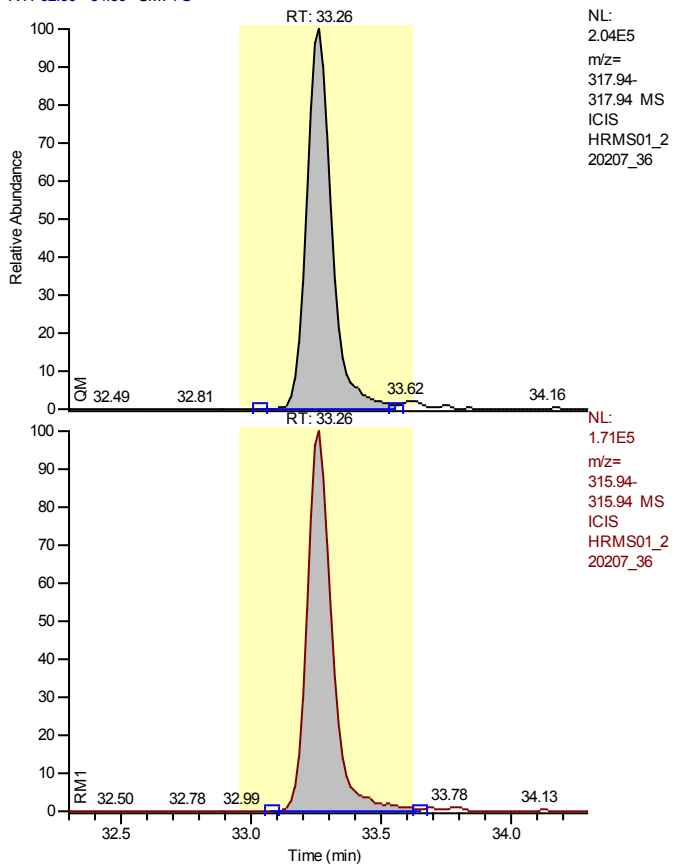 RT: 33.26
NL:
2.04E5
m/z=
317.94-
317.94 MS
ICIS
HRMS01_2
20207_36
100
90
80
70
60
50
40
30
20
10
0
Relative Abundance
QM
32.49
32.81
33.62
34.16
RT: 33.26
NL:
1.71E5
m/z=
315.94-
315.94 MS
ICIS
HRMS01_2
20207_36
100
90
80
70
60
50
40
30
20
10
0
RM1
32.50
32.78
32.99
33.78
34.13
32.5
33.0
33.5
34.0
Time (min)